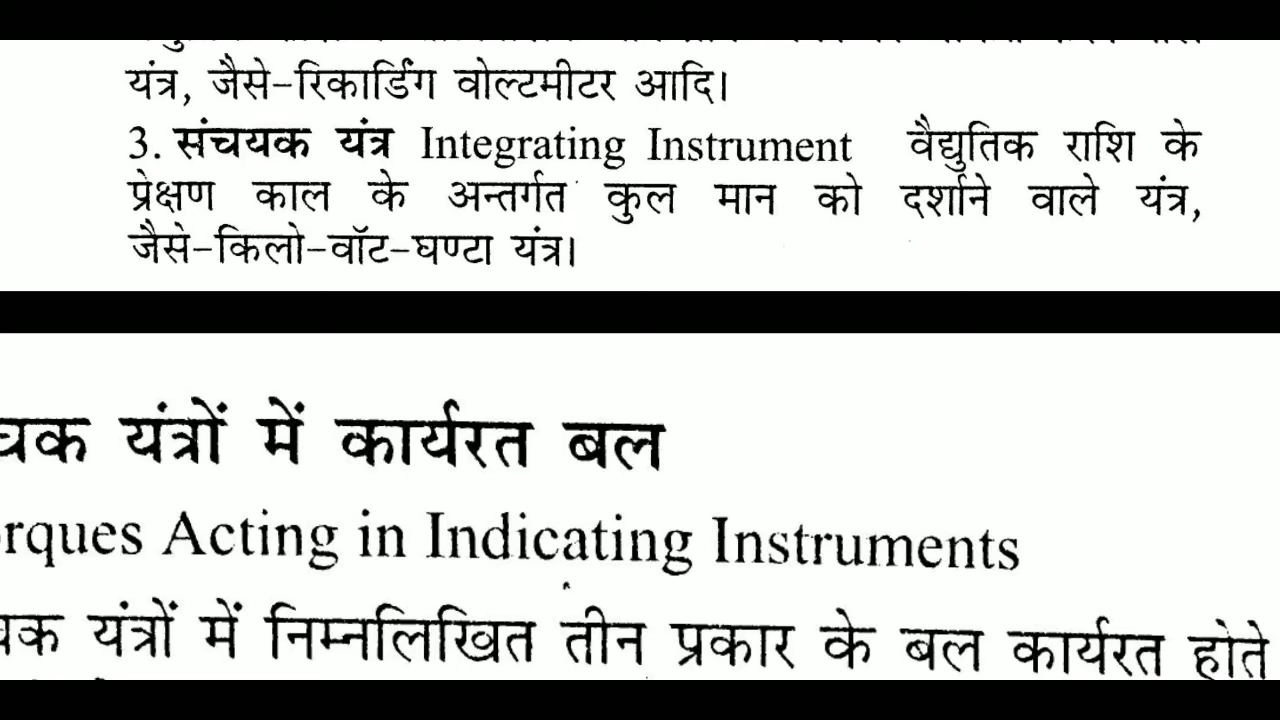 यंत्र, जैसे-रिकार्डिंग वोल्टमीटर आदि।
3. संचयक यंत्र Integrating Instrument वैद्युतिक राशि के
प्रेक्षण काल के अन्तर्गत कुल मान को दर्शाने वाले यंत्र,
जैसे-किलो-वॉट-घण्टा यंत्र।
यंत्रों में कार्यरत बल
Acting in Indicating Instruments
यंत्रों में निम्नलिखित तीन प्रकार के बल कार्यरत होते